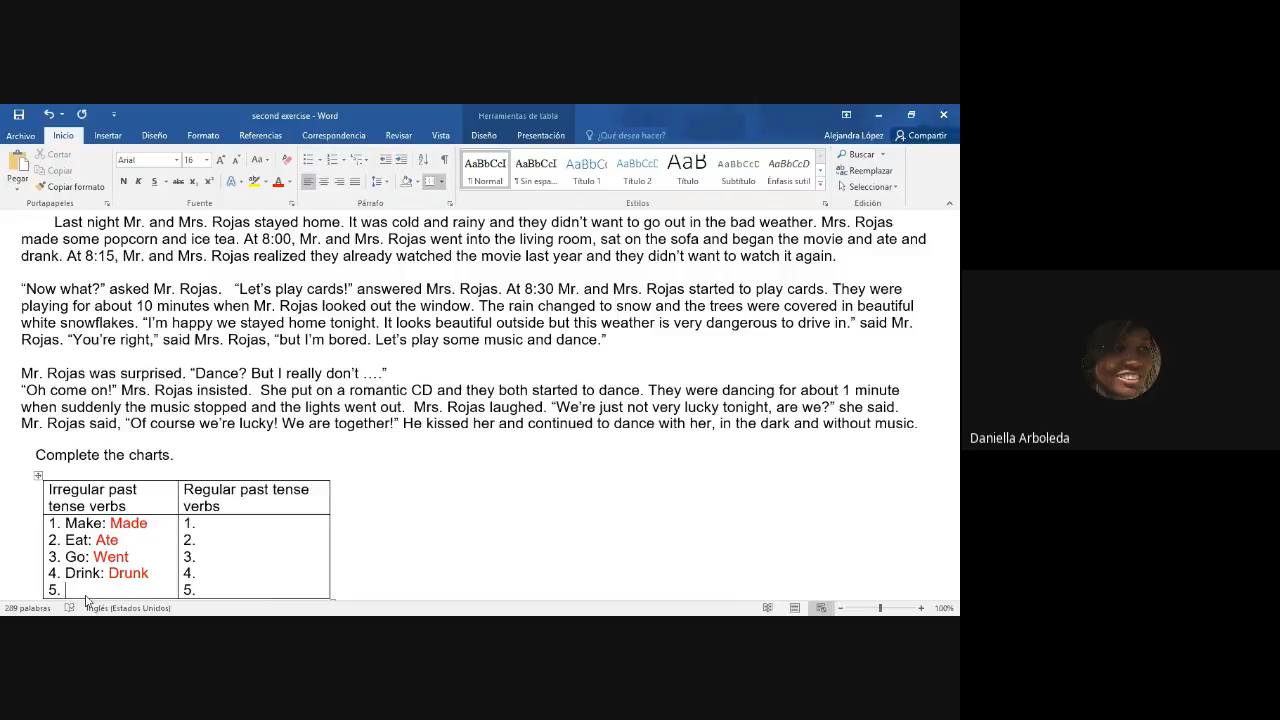 second exercise - Word
Herramientas de tabla
Archivo Inicio Insertar Diseño Formato Referencias Correspondencia Revisar Vista Diseño Presentación ¿Qué desea hacer? Alejandra López Compartir
Pegar Cortar
Copiar
Copiar formato
Portapapeles
Arial 16
N K S abc x₂ x²
Fuente
Párrafo
AaBbCcI AaBbCcI AaBbCc AaBbCcI AaB AaBbCcD AaBbCcD
¶ Normal ¶ Sin espa... Título 1 Título 2 Título Subtítulo Énfasis sutil
Estilos
Buscar
Reemplazar
Seleccionar
Edición
Last night Mr. and Mrs. Rojas stayed home. It was cold and rainy and they didn't want to go out in the bad weather. Mrs. Rojas
made some popcorn and ice tea. At 8:00, Mr. and Mrs. Rojas went into the living room, sat on the sofa and began the movie and ate and
drank. At 8:15, Mr. and Mrs. Rojas realized they already watched the movie last year and they didn't want to watch it again.
“Now what?” asked Mr. Rojas. “Let's play cards!” answered Mrs. Rojas. At 8:30 Mr. and Mrs. Rojas started to play cards. They were
playing for about 10 minutes when Mr. Rojas looked out the window. The rain changed to snow and the trees were covered in beautiful
white snowflakes. “I'm happy we stayed home tonight. It looks beautiful outside but this weather is very dangerous to drive in.” said Mr.
Rojas. “You're right,” said Mrs. Rojas, “but I'm bored. Let's play some music and dance.”
Mr. Rojas was surprised. “Dance? But I really don't ….”
“Oh come on!” Mrs. Rojas insisted. She put on a romantic CD and they both started to dance. They were dancing for about 1 minute
when suddenly the music stopped and the lights went out. Mrs. Rojas laughed. “We're just not very lucky tonight, are we?” she said.
Mr. Rojas said, “Of course we're lucky! We are together!” He kissed her and continued to dance with her, in the dark and without music.
Complete the charts.
Irregular past
tense verbs
Regular past tense
verbs
1. Make: Made
2. Eat: Ate
3. Go: Went
4. Drink: Drunk
5.
1.
2.
3.
4.
5.
289 palabras Inglés (Estados Unidos) 100%
Daniella Arboleda